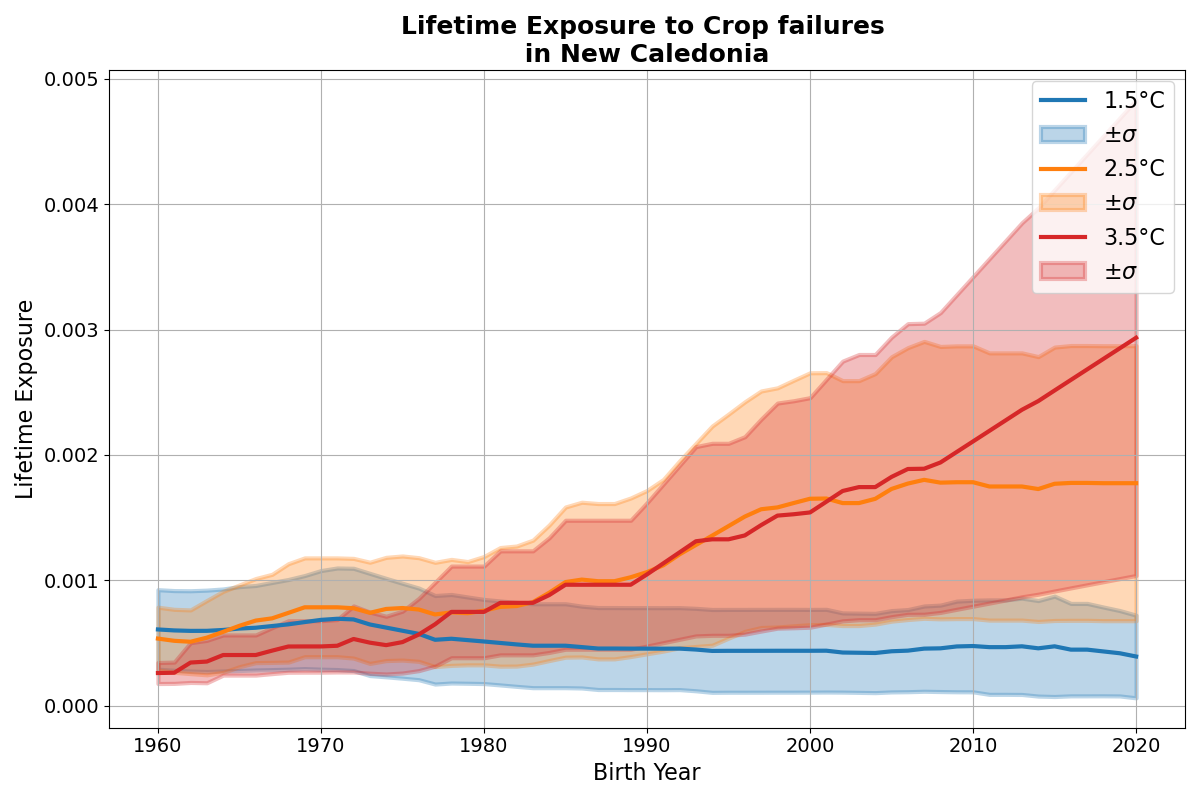 Lifetime Exposure to Crop failures
in New Caledonia
0.005
0.004
0.003
0.002
0.001
0.000
Lifetime Exposure
1.5°C
±σ
2.5°C
±σ
3.5°C
±σ
1960 1970 1980 1990 2000 2010 2020
Birth Year